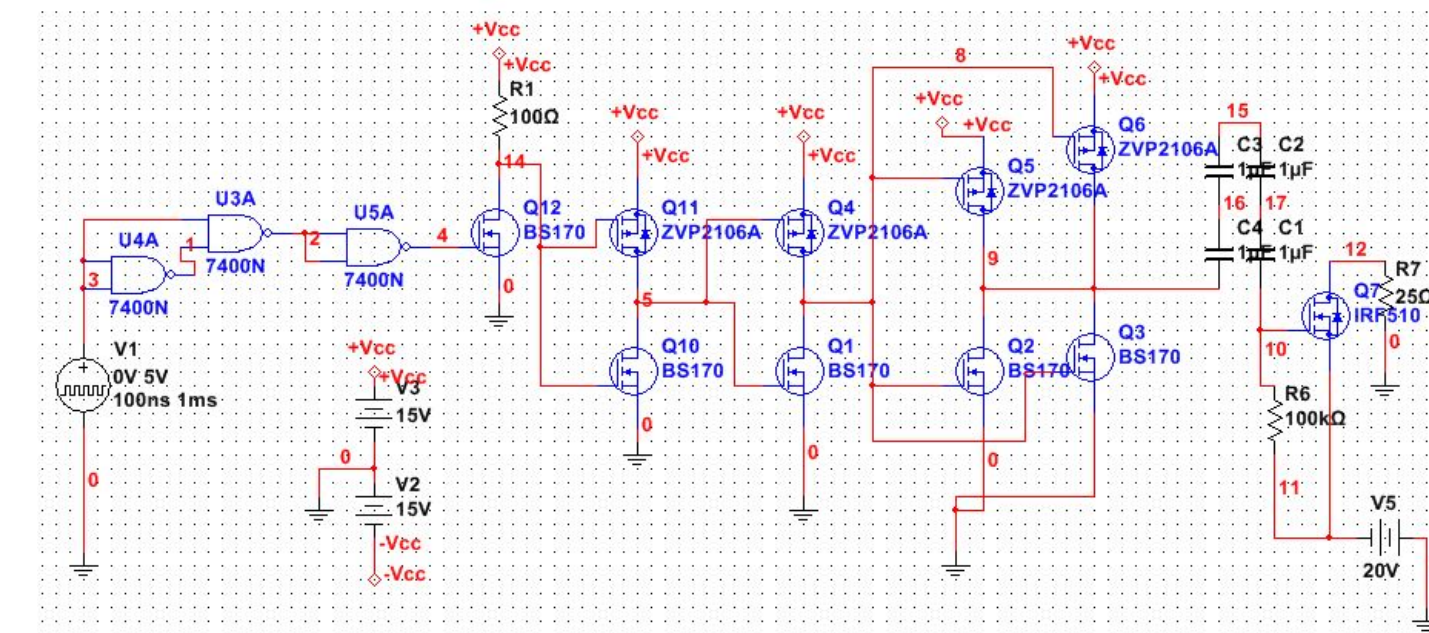 +Vcc
+Vcc
R1
100Ω
14
U3A
7400N
U4A
7400N
1
3
2
U5A
7400N
4
Q12
BS170
0
V1
0V 5V
100ns 1ms
0
+Vcc
+Vcc
V3
15V
0
V2
15V
-Vcc
-Vcc
+Vcc
+Vcc
Q11
ZVP2106A
5
Q10
BS170
0
+Vcc
+Vcc
Q4
ZVP2106A
Q1
BS170
0
8
+Vcc
+Vcc
Q5
ZVP2106A
9
Q2
BS170
0
+Vcc
+Vcc
Q6
ZVP2106A
Q3
BS170
15
C3 C2
1µF 1µF
16 17
C4 C1
1µF 1µF
10
12
R7
25Ω
Q7
IRF510
0
R6
100kΩ
11
V5
20V